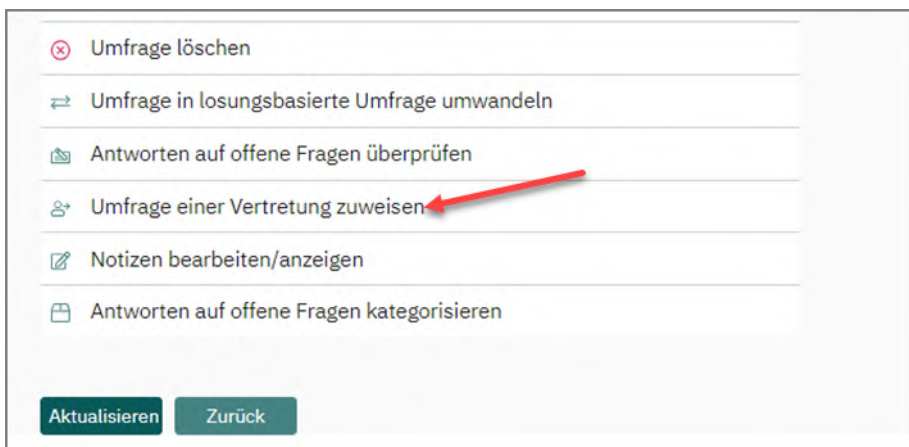 Umfrage löschen
Umfrage in losungsbasierte Umfrage umwandeln
Antworten auf offene Fragen überprüfen
Umfrage einer Vertretung zuweisen
Notizen bearbeiten/anzeigen
Antworten auf offene Fragen kategorisieren
Aktualisieren Zurück